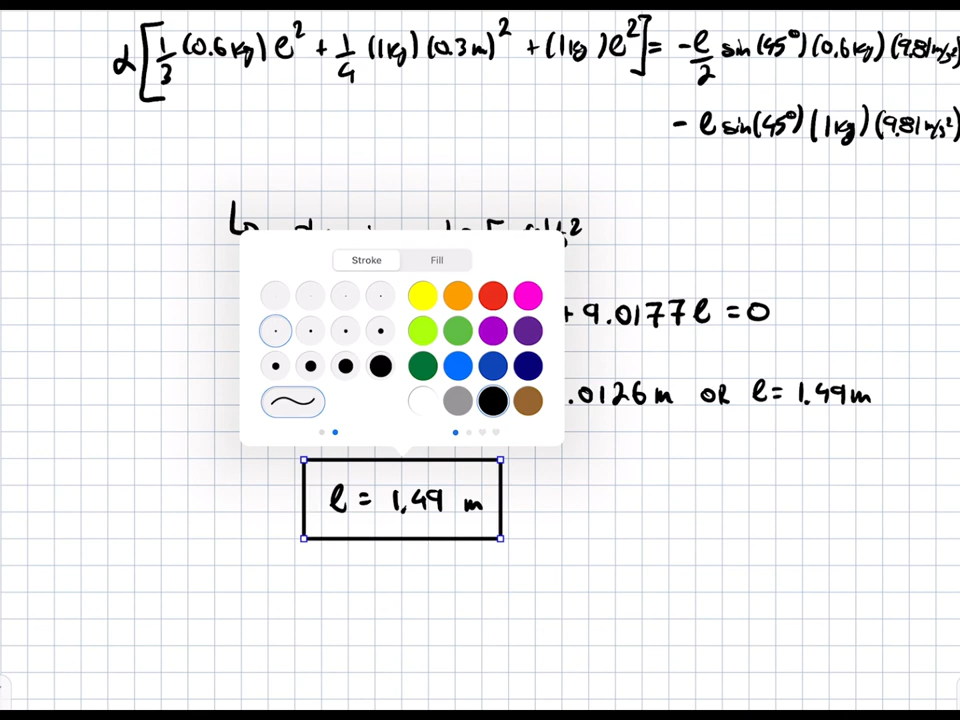 α[1/3 (0.6 kg) ℓ² + 1/4 (1 kg) (0.3 m)² + (1 kg) ℓ²] = -ℓ/2 sin(45°) (0.6 kg) (9.81 m/s²)
- ℓ sin(45°) (1 kg) (9.81 m/s²)
Stroke Fill
+ 9.0177 ℓ = 0
.0126 m OR ℓ = 1.49 m
ℓ = 1.49 m